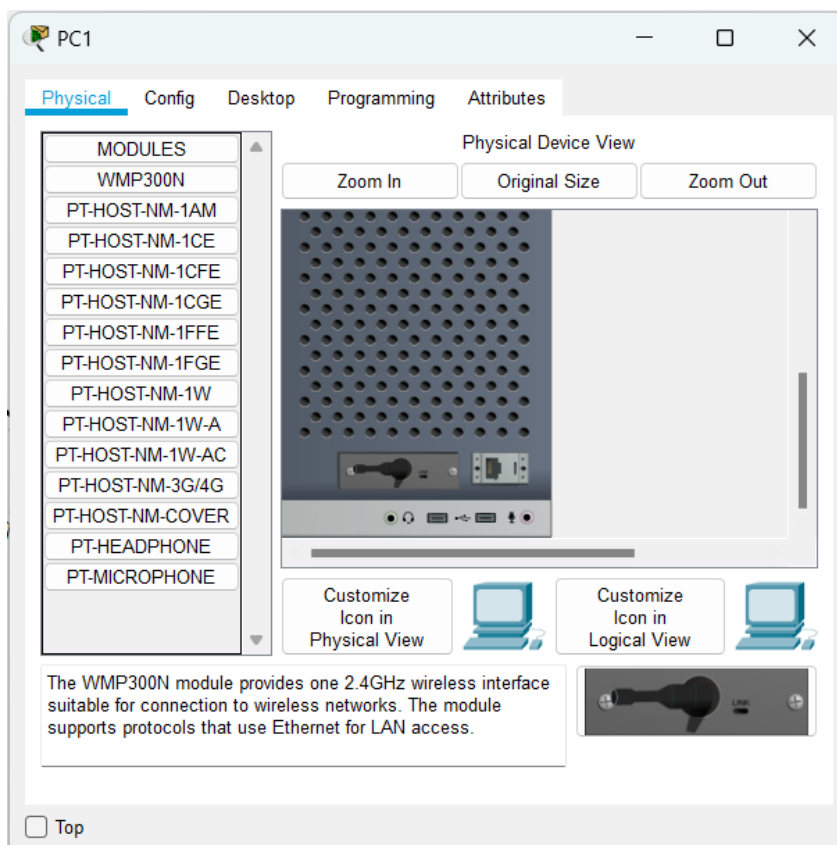 PC1
Physical Config Desktop Programming Attributes
MODULES
WMP300N
PT-HOST-NM-1AM
PT-HOST-NM-1CE
PT-HOST-NM-1CFE
PT-HOST-NM-1CGE
PT-HOST-NM-1FFE
PT-HOST-NM-1FGE
PT-HOST-NM-1W
PT-HOST-NM-1W-A
PT-HOST-NM-1W-AC
PT-HOST-NM-3G/4G
PT-HOST-NM-COVER
PT-HEADPHONE
PT-MICROPHONE
Physical Device View
Zoom In Original Size Zoom Out
LINK
Customize
Icon in
Physical View
Customize
Icon in
Logical View
The WMP300N module provides one 2.4GHz wireless interface
suitable for connection to wireless networks. The module
supports protocols that use Ethernet for LAN access.
LINK
Top